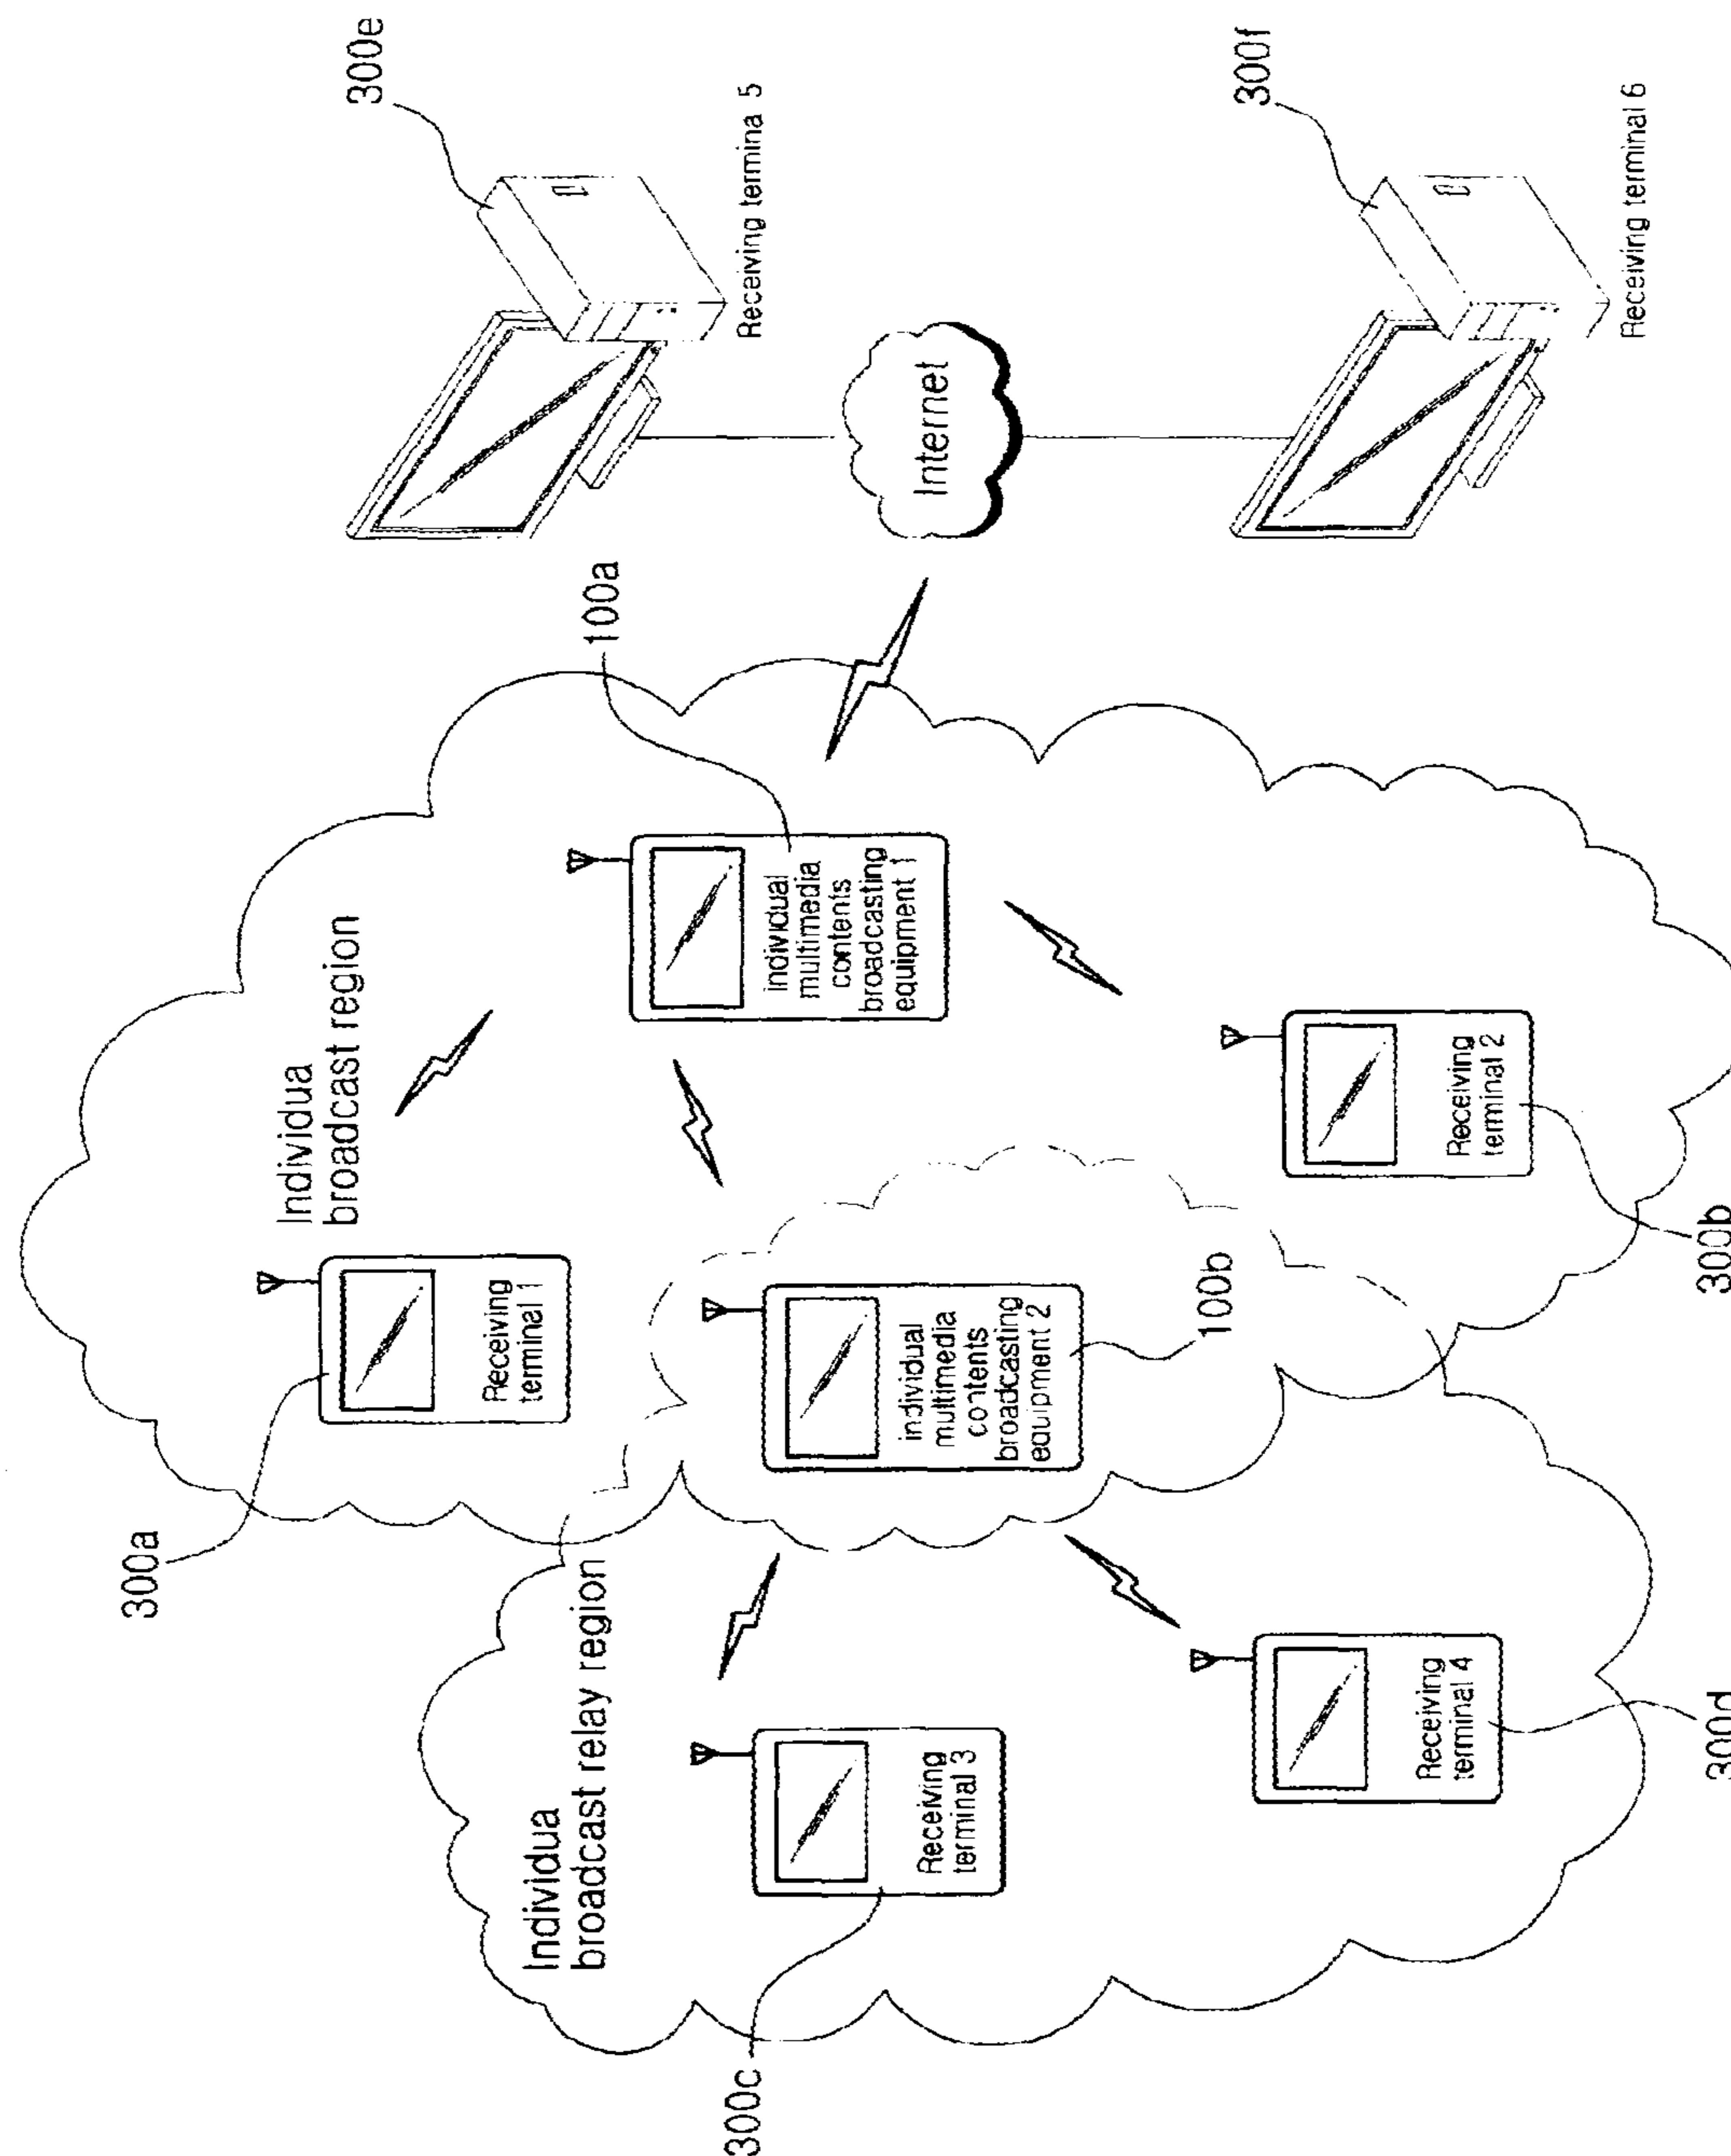 300a
Individua
broadcast region
Receiving
terminal 1
100a
individual
multimedia
contents
broadcasting
equipment 1
300e
Receiving termina 5
Internet
Individua
broadcast relay region
individual
multimedia
contents
broadcasting
equipment 2
100b
Receiving
terminal 2
300b
300c
Receiving
terminal 3
Receiving
terminal 4
300d
300f
Receiving terminal 6